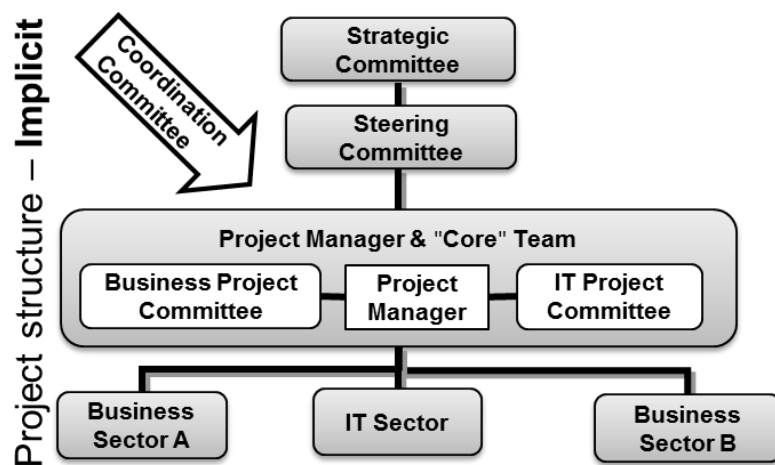 Project structure – Implicit
Coordination
Committee
Strategic
Committee
Steering
Committee
Project Manager & "Core" Team
Business Project
Committee
Project
Manager
IT Project
Committee
Business
Sector A
IT Sector
Business
Sector B